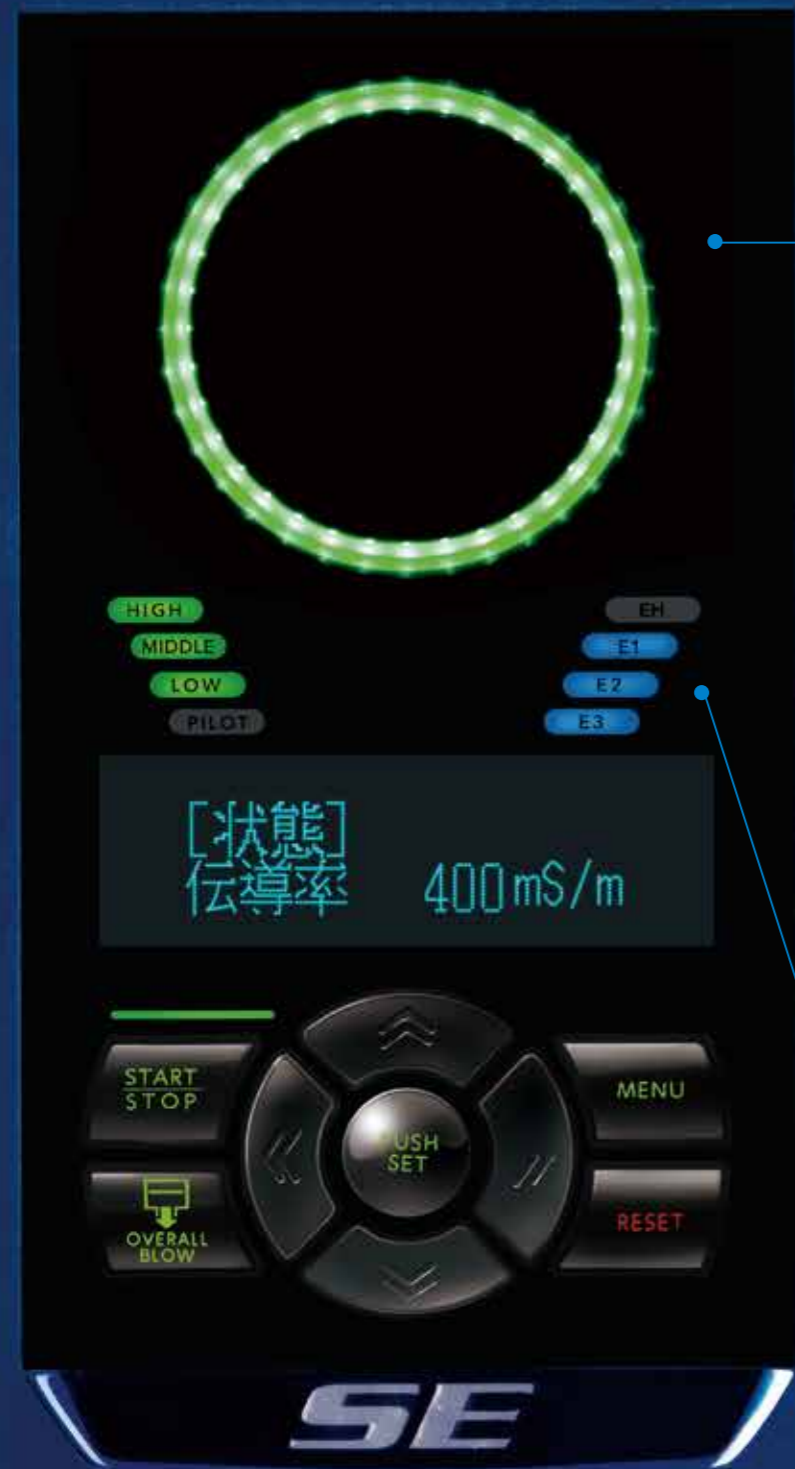 HIGH
MIDDLE
LOW
PILOT
EH
E1
E2
E3
[状態]
伝導率 400mS/m
START
STOP
PUSH
SET
MENU
OVERALL
BLOW
RESET
SE